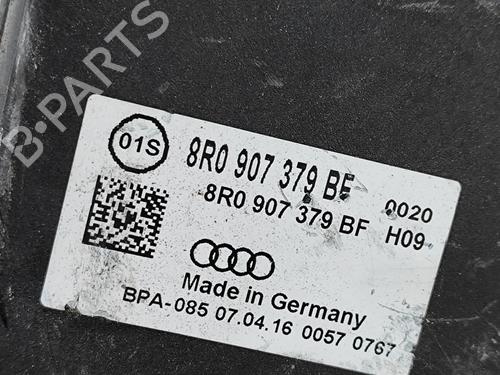 B-PARTS
01S
8R0 907 379 BF 0020
8R0 907 379 BF H09
Made in Germany
BPA-085 07.04.16 0057 0767